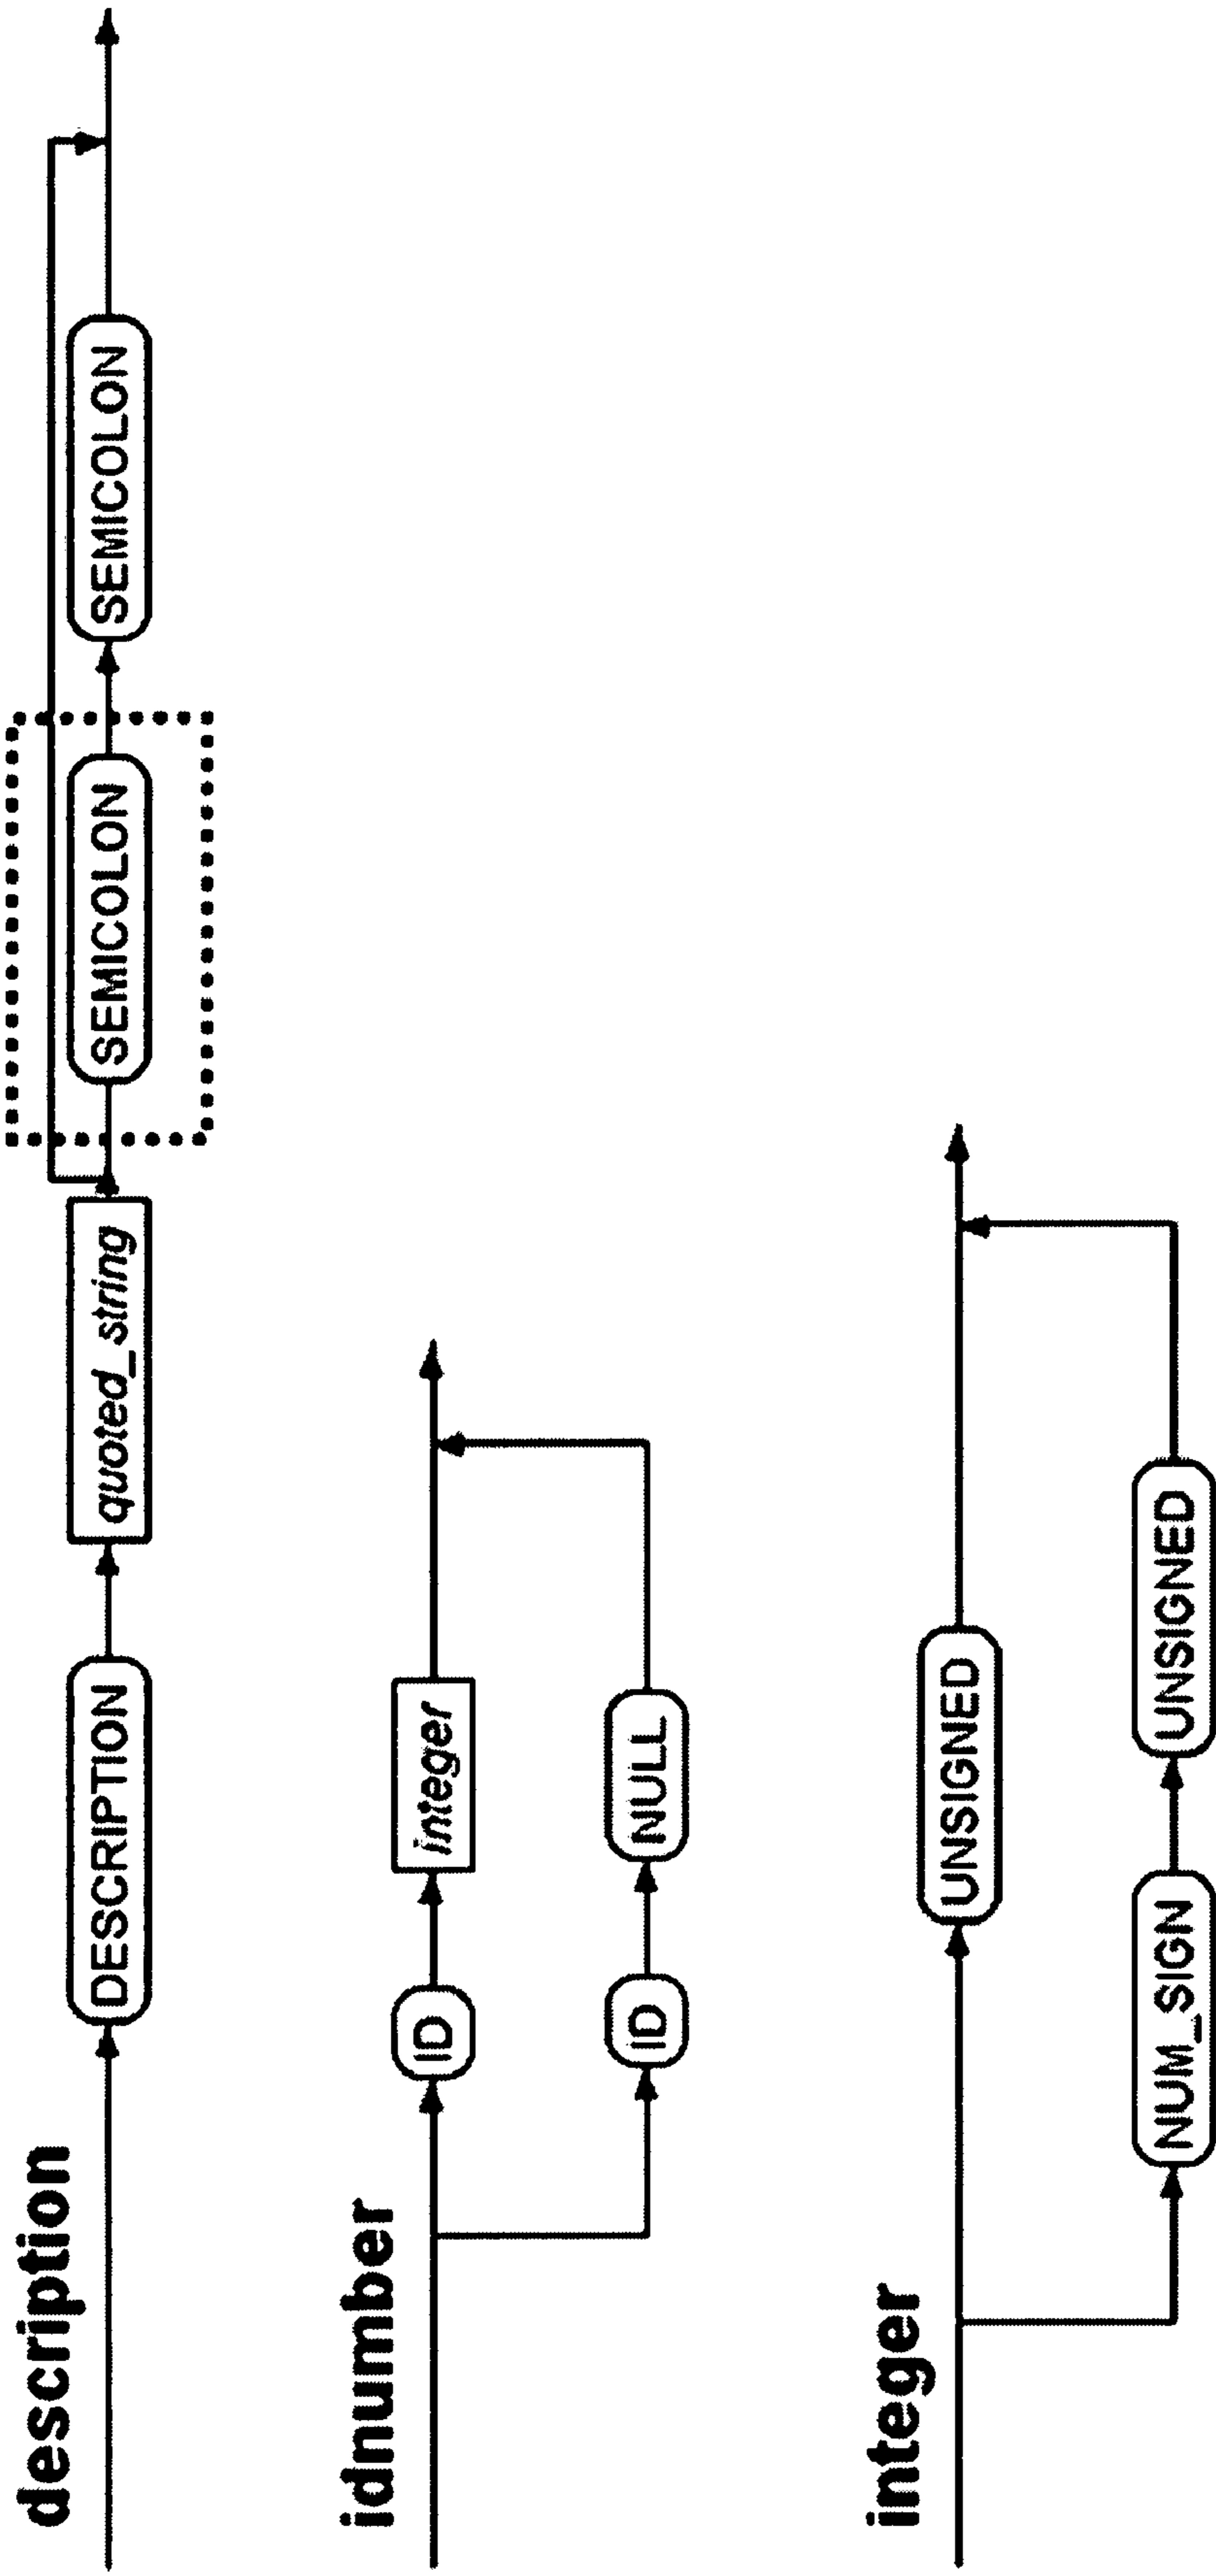 description
DESCRIPTION quoted_string SEMICOLON SEMICOLON
idnumber
ID integer
ID NULL
integer
UNSIGNED
NUM_SIGN UNSIGNED